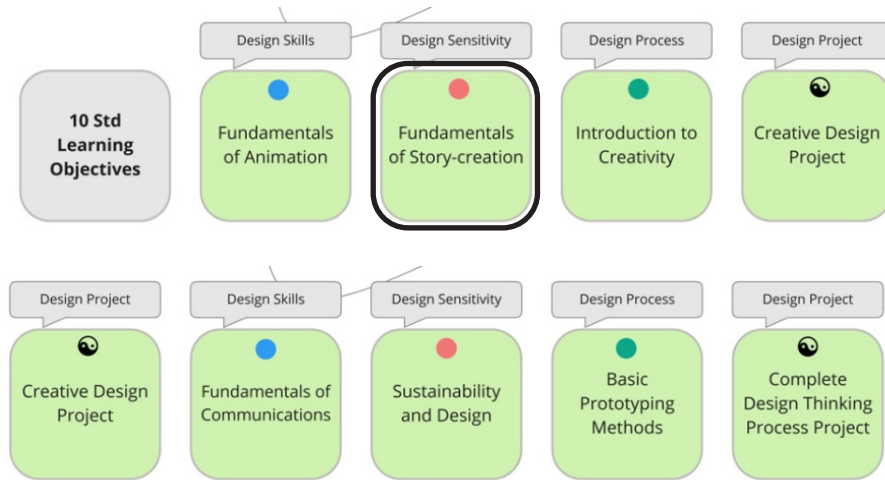 Design Skills
Design Sensitivity
Design Process
Design Project
10 Std
Learning
Objectives
Fundamentals
of Animation
Fundamentals
of Story-creation
Introduction to
Creativity
Creative Design
Project
Design Project
Design Skills
Design Sensitivity
Design Process
Design Project
Creative Design
Project
Fundamentals of
Communications
Sustainability
and Design
Basic
Prototyping
Methods
Complete
Design Thinking
Process Project